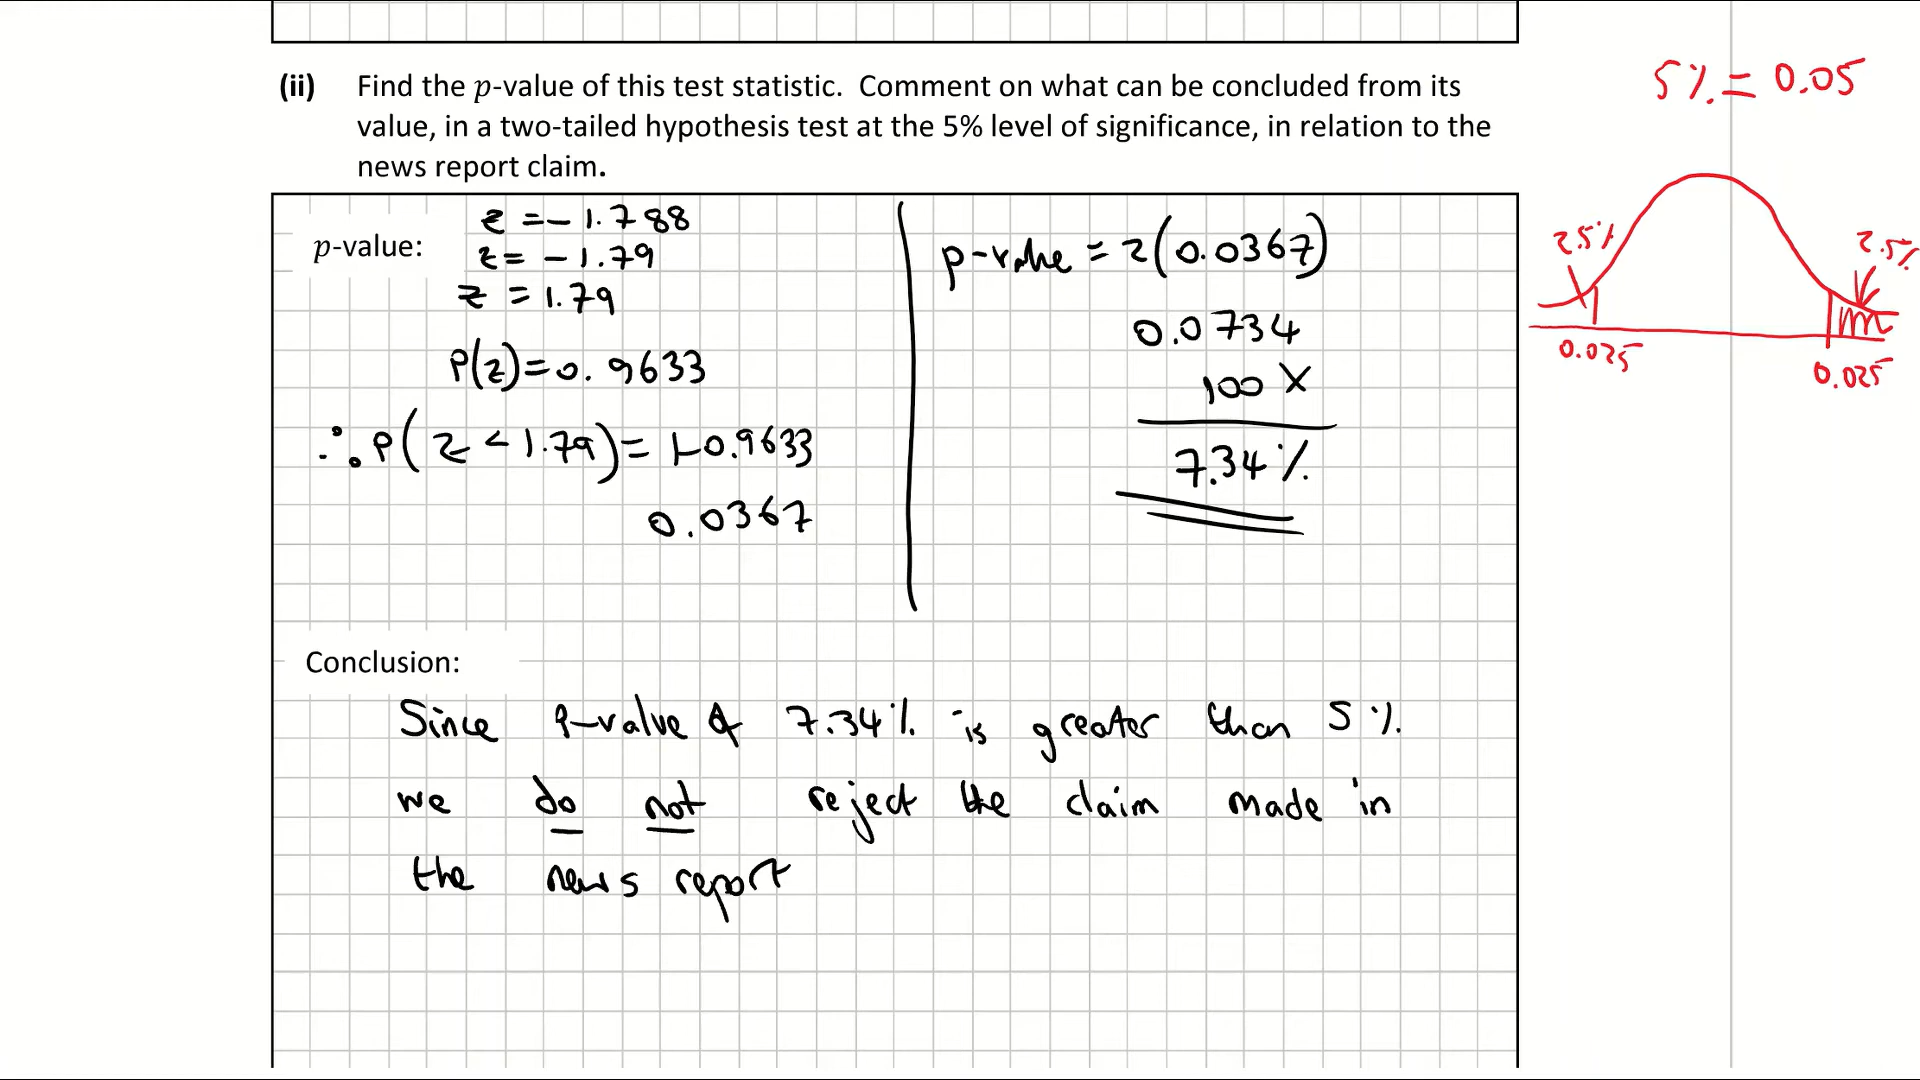 (ii) Find the p-value of this test statistic. Comment on what can be concluded from its
value, in a two-tailed hypothesis test at the 5% level of significance, in relation to the
news report claim.
p-value:
z = - 1.788
z = - 1.79
z = 1.79
P(z) = 0.9633
∴ P( z < 1.79) = 1-0.9633
0.0367
p-value = 2(0.0367)
0.0734
100 X
7.34%
Conclusion:
Since P-value of 7.34% is greater than 5%
we do not reject the claim made in
the news report
5% = 0.05
2.5%
2.5%
0.025
0.025